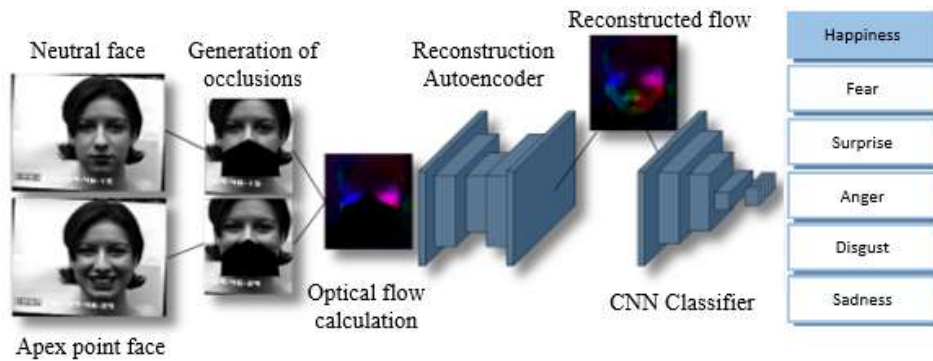 Neutral face
Generation of
occlusions
Reconstruction
Autoencoder
Reconstructed flow
Happiness
Fear
Surprise
Anger
Disgust
Sadness
Optical flow
calculation
CNN Classifier
Apex point face